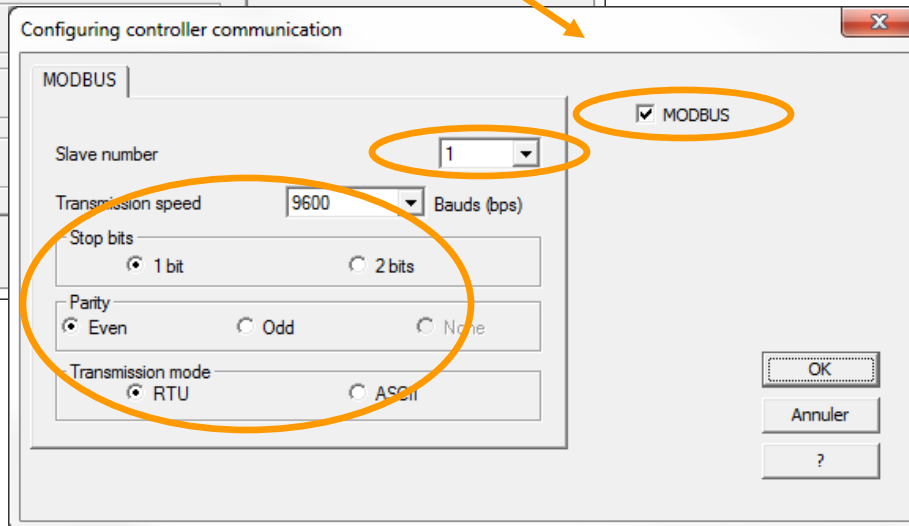 Configuring controller communication
MODBUS
MODBUS
Slave number 1
Transmission speed 9600 Bauds (bps)
Stop bits
1 bit 2 bits
Parity
Even Odd None
Transmission mode
RTU ASCII
OK
Annuler
?